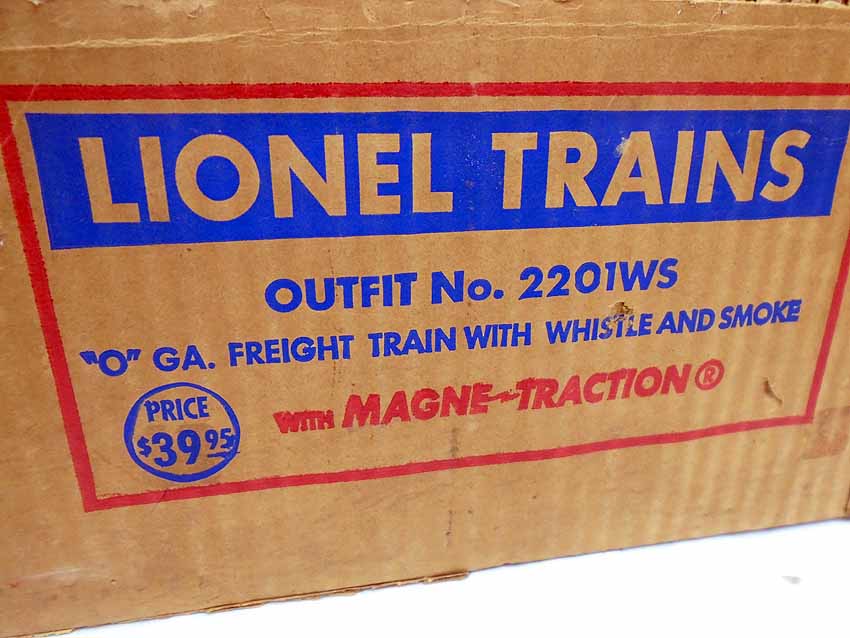 LIONEL TRAINS
OUTFIT No. 2201WS
"O" GA. FREIGHT TRAIN WITH WHISTLE AND SMOKE
WITH MAGNE-TRACTION®
PRICE
$39.95